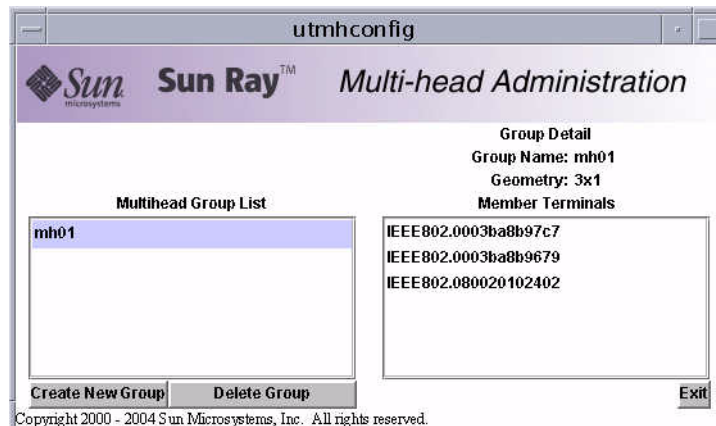 utmhconfig
Sun microsystems Sun Ray™ Multi-head Administration
Group Detail
Group Name: mh01
Geometry: 3x1
Multihead Group List
Member Terminals
mh01
IEEE802.0003ba8b97c7
IEEE802.0003ba8b9679
IEEE802.080020102402
Create New Group
Delete Group
Exit
Copyright 2000 - 2004 Sun Microsystems, Inc. All rights reserved.